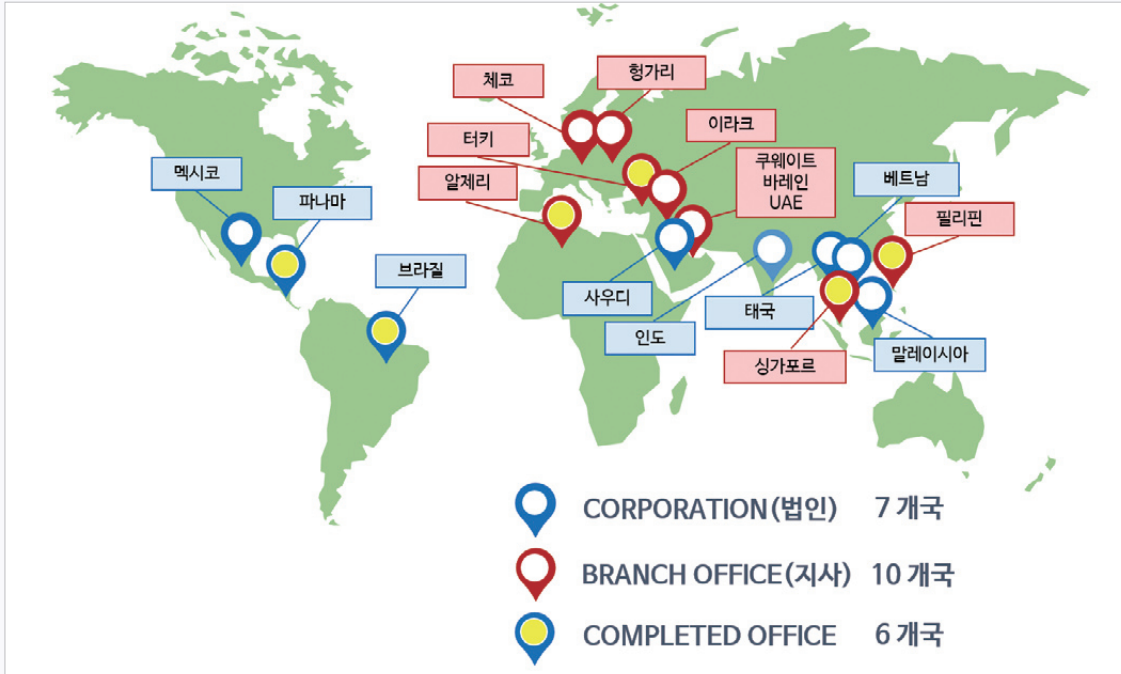 체코
헝가리
터키
이라크
멕시코
알제리
쿠웨이트
바레인
UAE
베트남
파나마
필리핀
브라질
사우디
태국
인도
말레이시아
싱가포르
CORPORATION(법인) 7 개국
BRANCH OFFICE(지사) 10 개국
COMPLETED OFFICE 6 개국